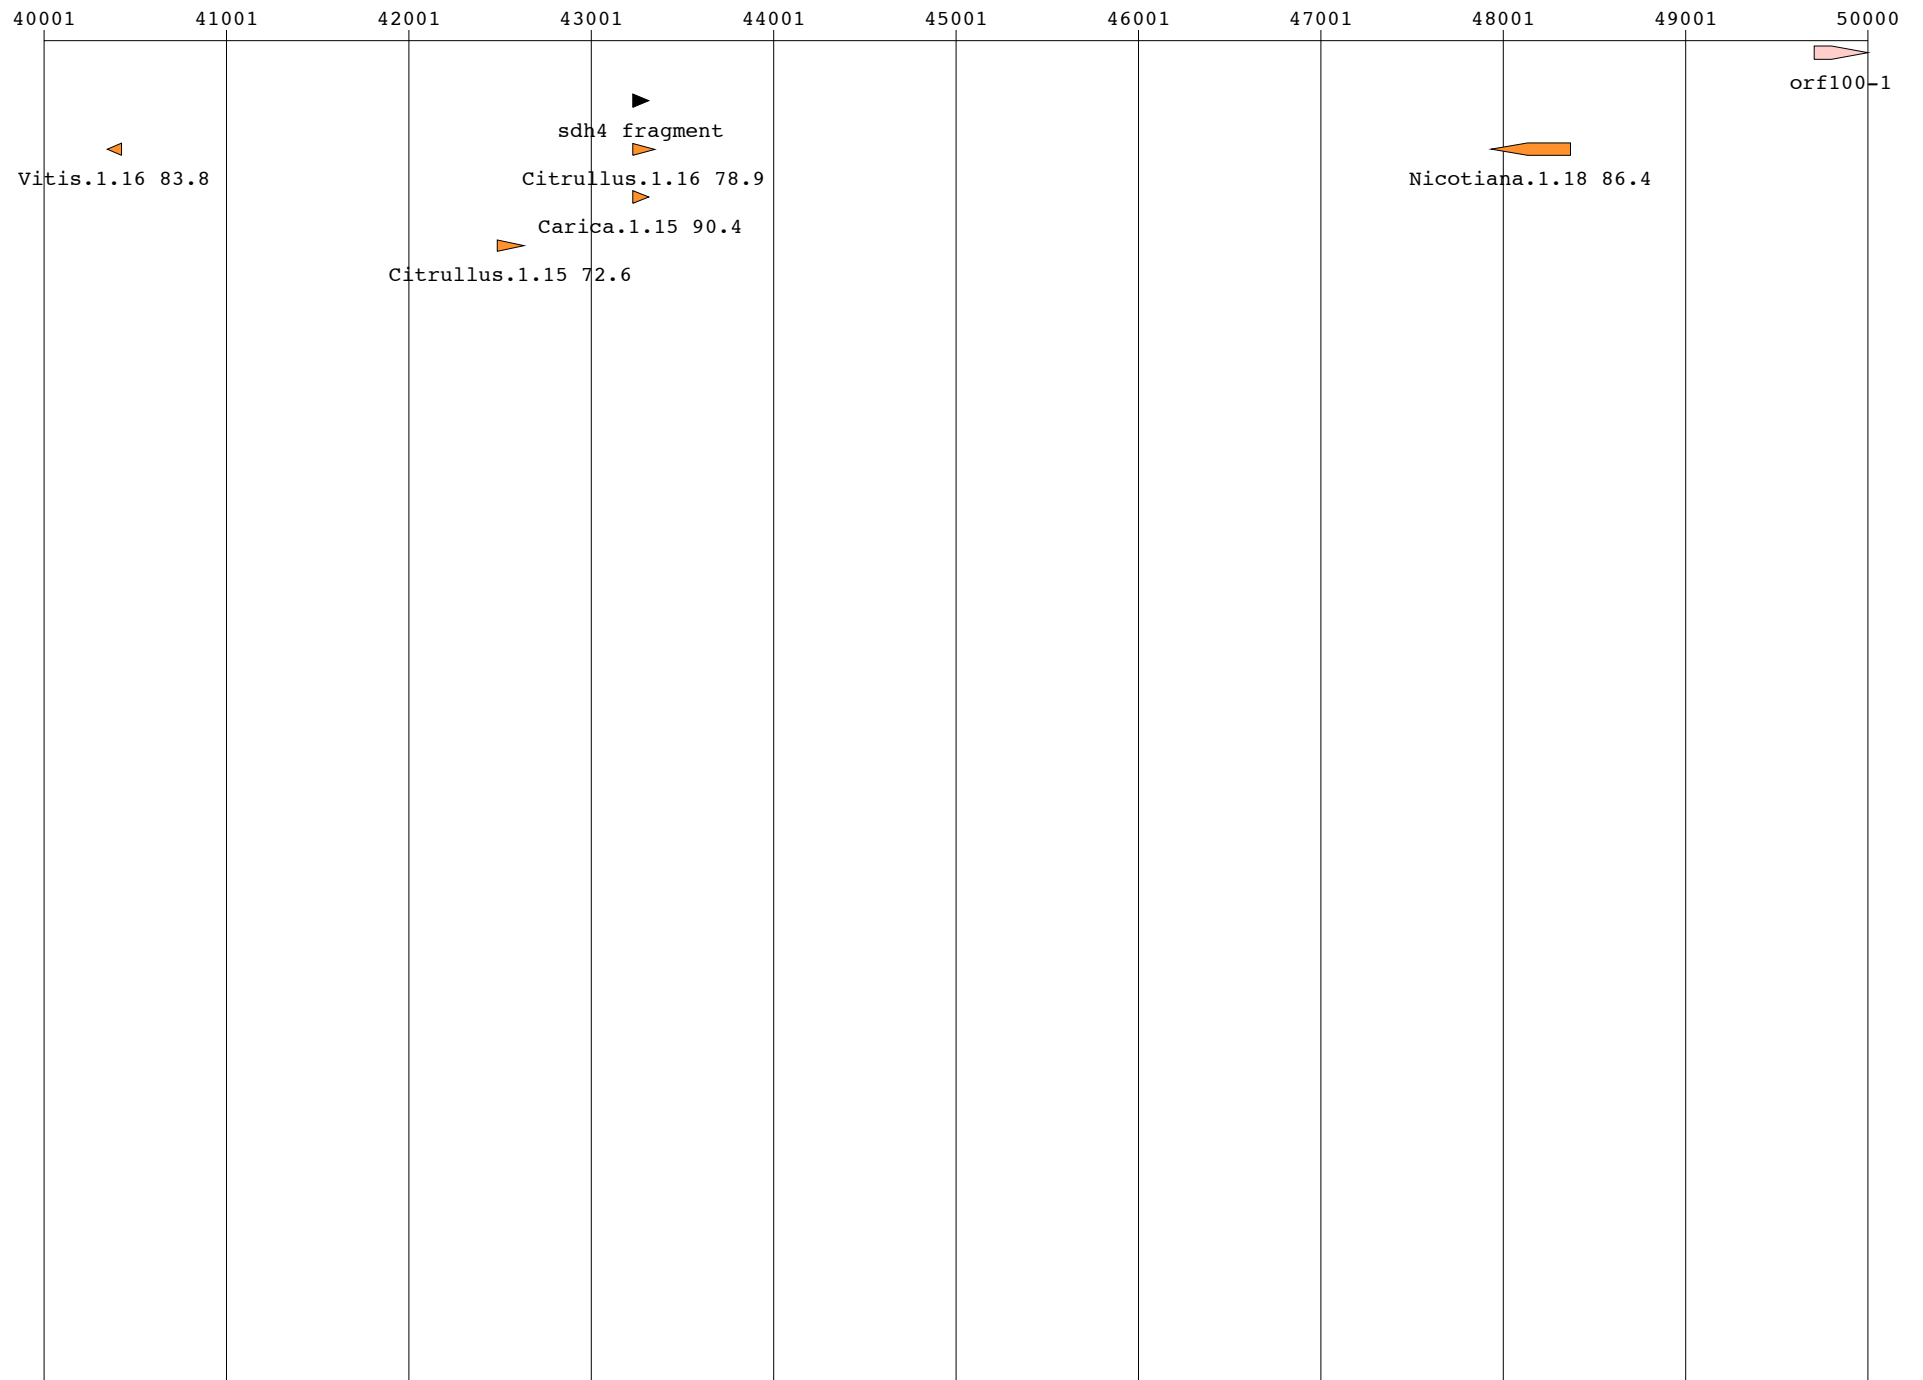 40001 41001 42001 43001 44001 45001 46001 47001 48001 49001 50000
orf100-1
sdh4 fragment
Vitis.1.16 83.8 Citrullus.1.16 78.9 Nicotiana.1.18 86.4
Carica.1.15 90.4
Citrullus.1.15 72.6